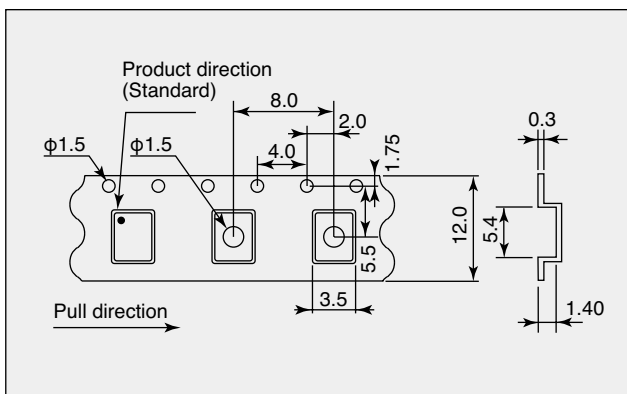 Product direction
(Standard)
8.0
2.0
0.3
φ1.5
φ1.5
4.0
1.75
12.0
5.4
5.5
3.5
1.40
Pull direction